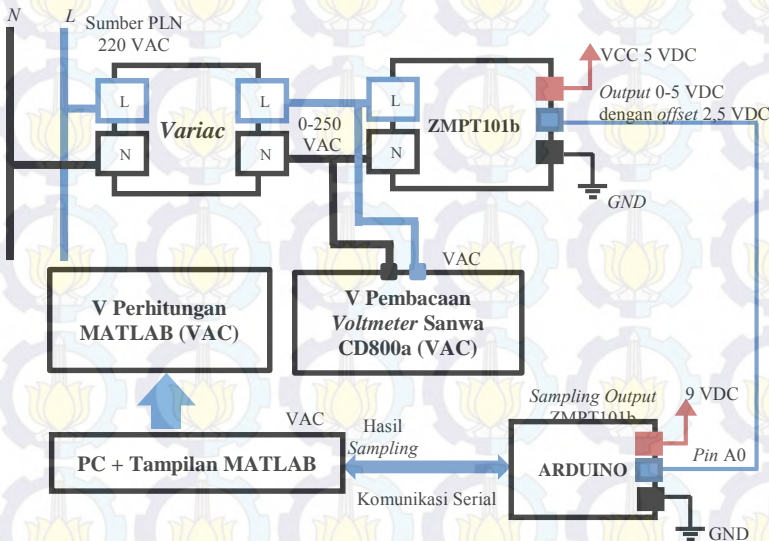 N
L
Sumber PLN
220 VAC
L
N
Variac
L
N
0-250
VAC
L
N
ZMPT101b
VCC 5 VDC
Output 0-5 VDC
dengan offset 2,5 VDC
GND
VAC
V Perhitungan
MATLAB (VAC)
V Pembacaan
Voltmeter Sanwa
CD800a (VAC)
VAC
PC + Tampilan MATLAB
Hasil
Sampling
Komunikasi Serial
Sampling Output
ZMPT101b
9 VDC
ARDUINO
Pin A0
GND